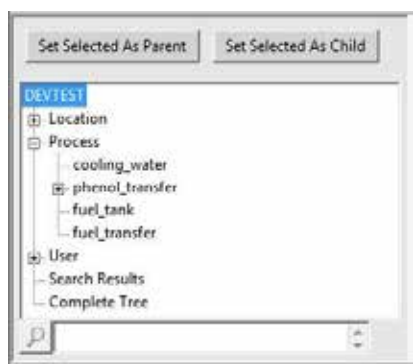 Set Selected As Parent Set Selected As Child
DEVTEST
Location
Process
cooling_water
phenol_transfer
fuel_tank
fuel_transfer
User
Search Results
Complete Tree